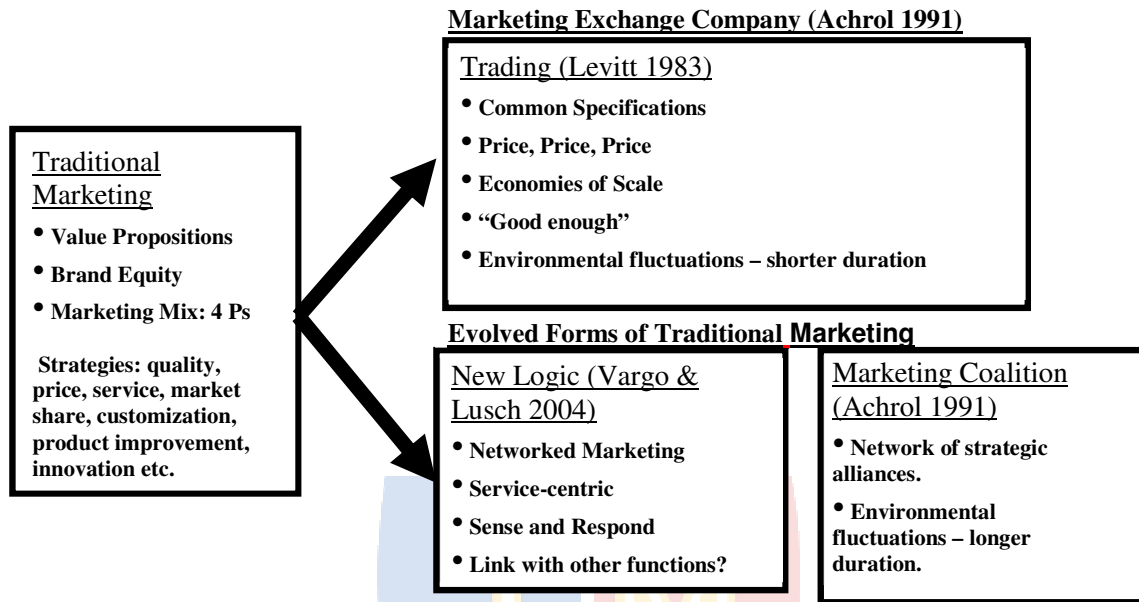 Marketing Exchange Company (Achrol 1991)
Trading (Levitt 1983)
• Common Specifications
• Price, Price, Price
• Economies of Scale
• “Good enough”
• Environmental fluctuations – shorter duration
Traditional
Marketing
• Value Propositions
• Brand Equity
• Marketing Mix: 4 Ps
Strategies: quality,
price, service, market
share, customization,
product improvement,
innovation etc.
Evolved Forms of Traditional Marketing
New Logic (Vargo &
Lusch 2004)
• Networked Marketing
• Service-centric
• Sense and Respond
• Link with other functions?
Marketing Coalition
(Achrol 1991)
• Network of strategic
alliances.
• Environmental
fluctuations – longer
duration.